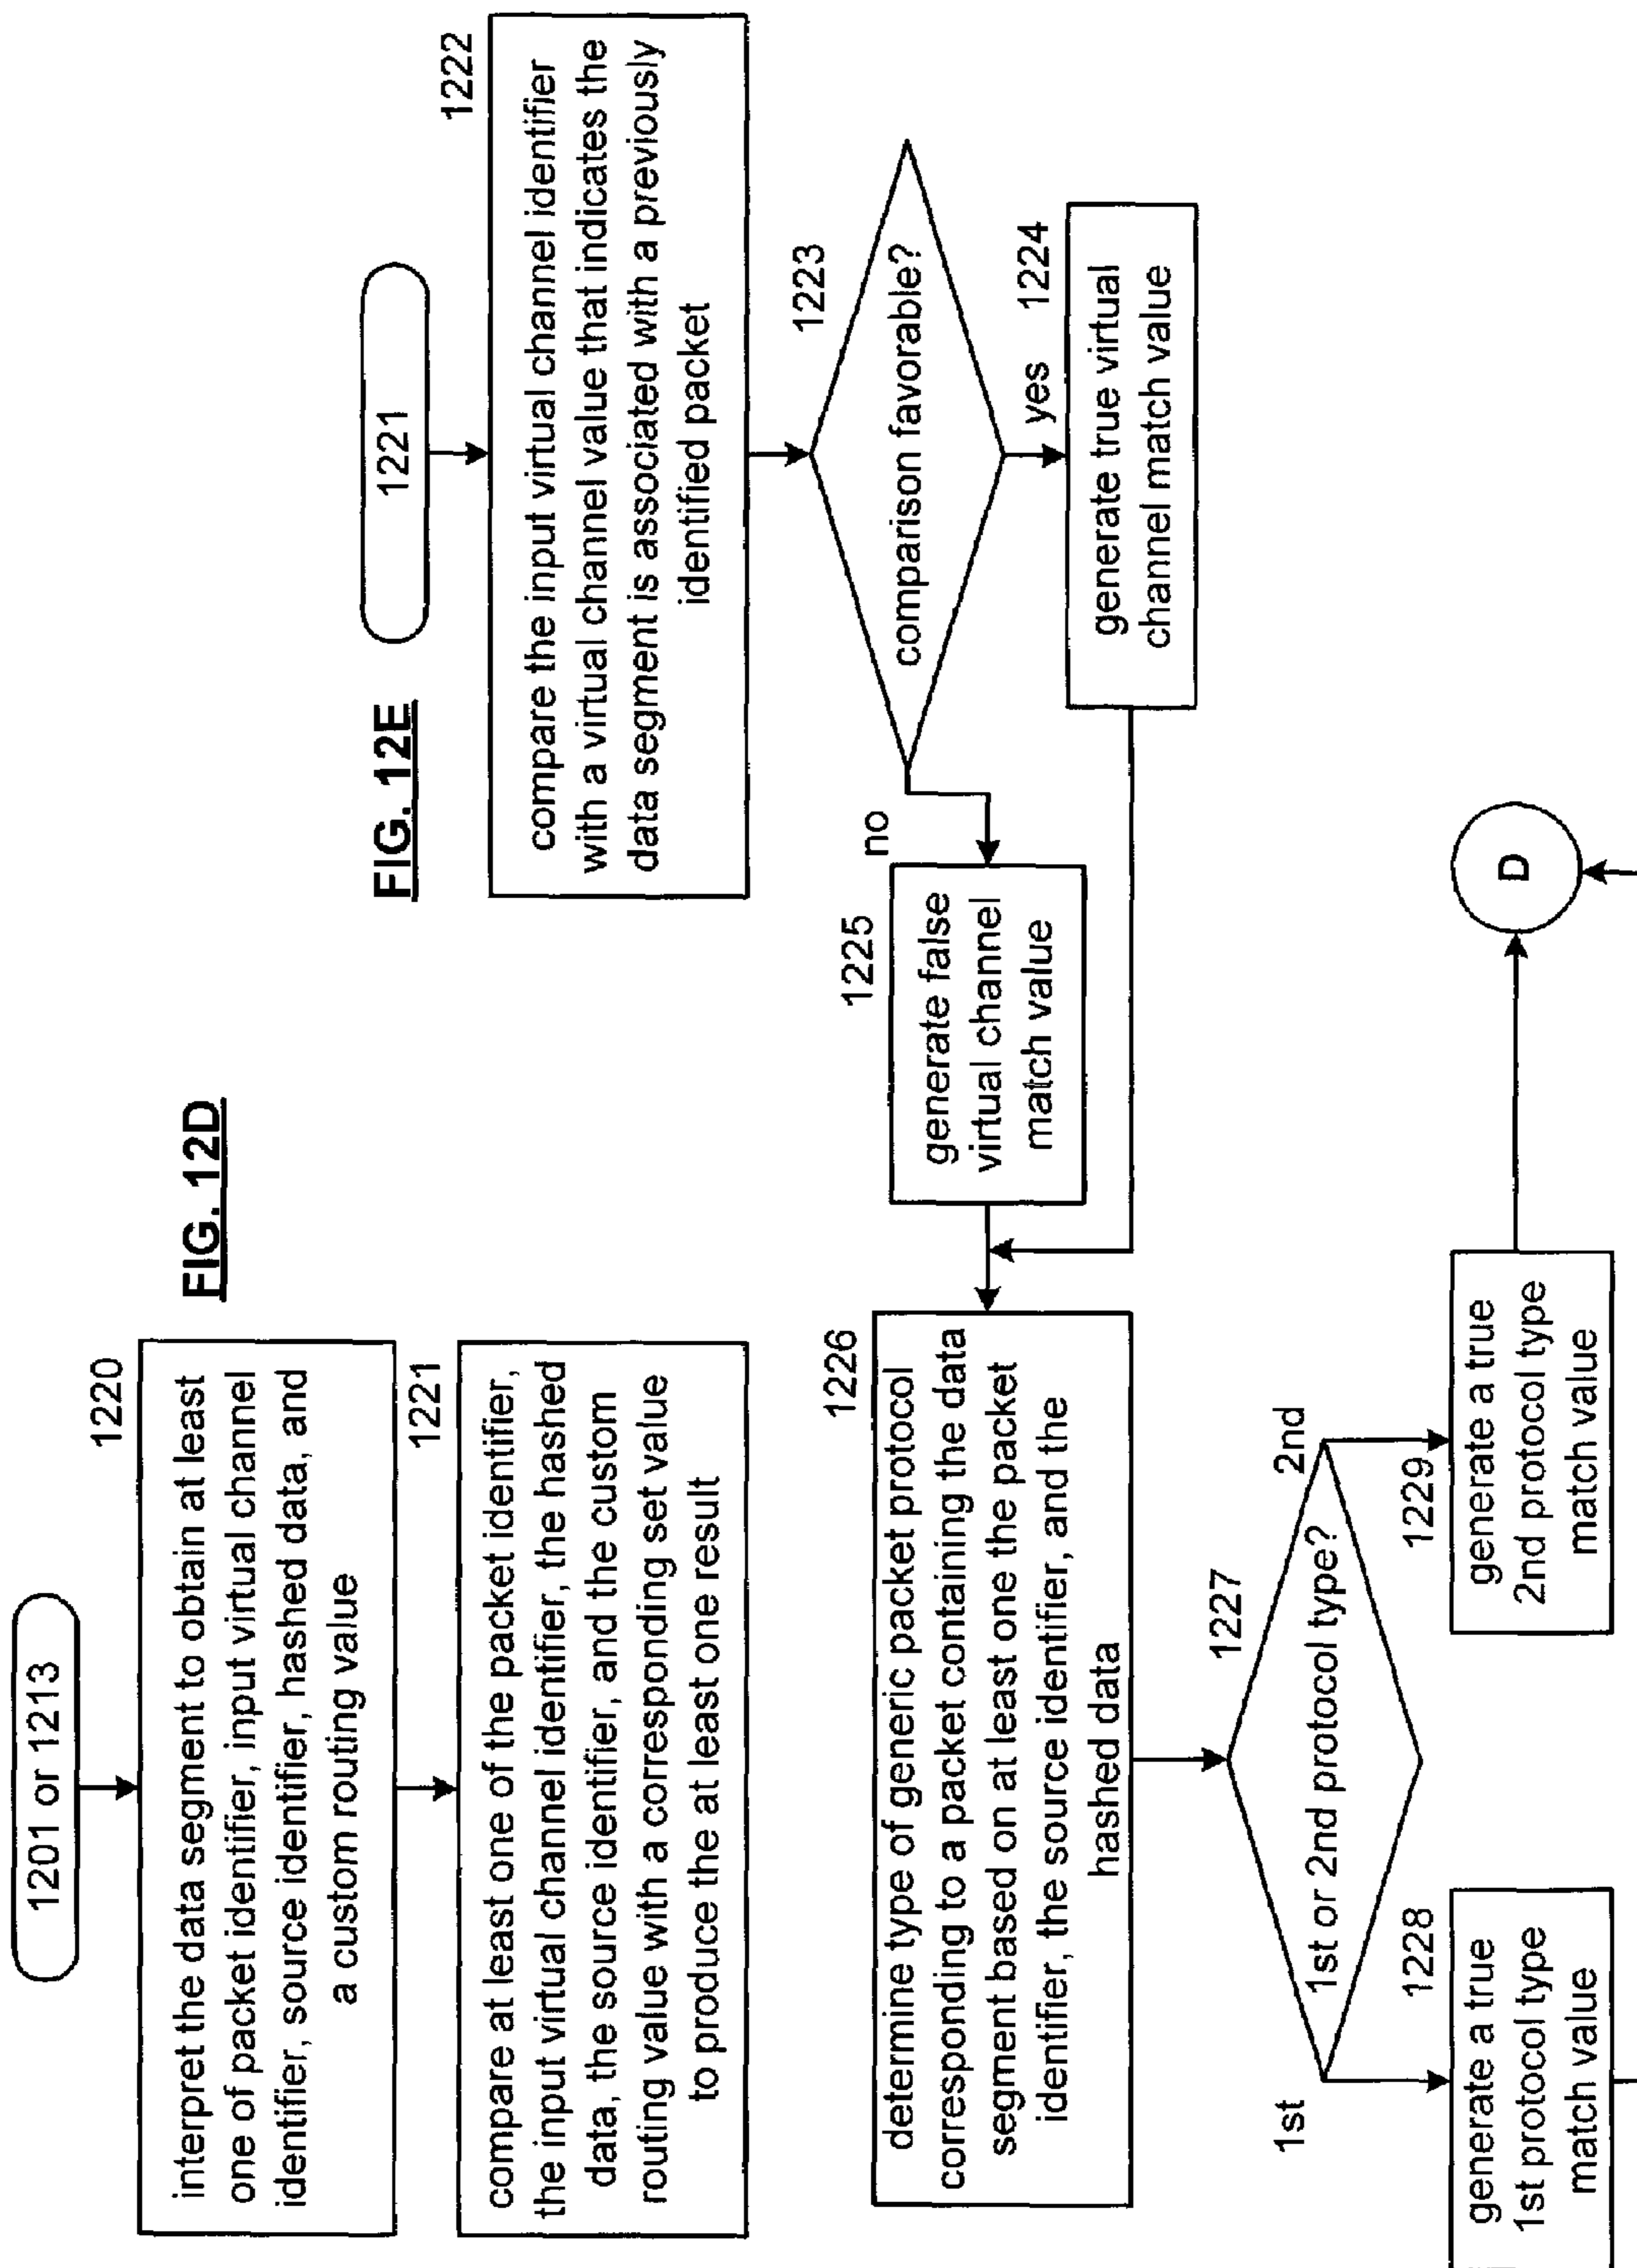 FIG. 12D
1201 or 1213
1220
interpret the data segment to obtain at least
one of packet identifier, input virtual channel
identifier, source identifier, hashed data, and
a custom routing value
1221
compare at least one of the packet identifier,
the input virtual channel identifier, the hashed
data, the source identifier, and the custom
routing value with a corresponding set value
to produce the at least one result
FIG. 12E
1221
1222
compare the input virtual channel identifier
with a virtual channel value that indicates the
data segment is associated with a previously
identified packet
1223
comparison favorable?
yes
1224
generate true virtual
channel match value
no
1225
generate false
virtual channel
match value
1226
determine type of generic packet protocol
corresponding to a packet containing the data
segment based on at least one the packet
identifier, the source identifier, and the
hashed data
1227
1st or 2nd protocol type?
1st
1228
generate a true
1st protocol type
match value
2nd
1229
generate a true
2nd protocol type
match value
D